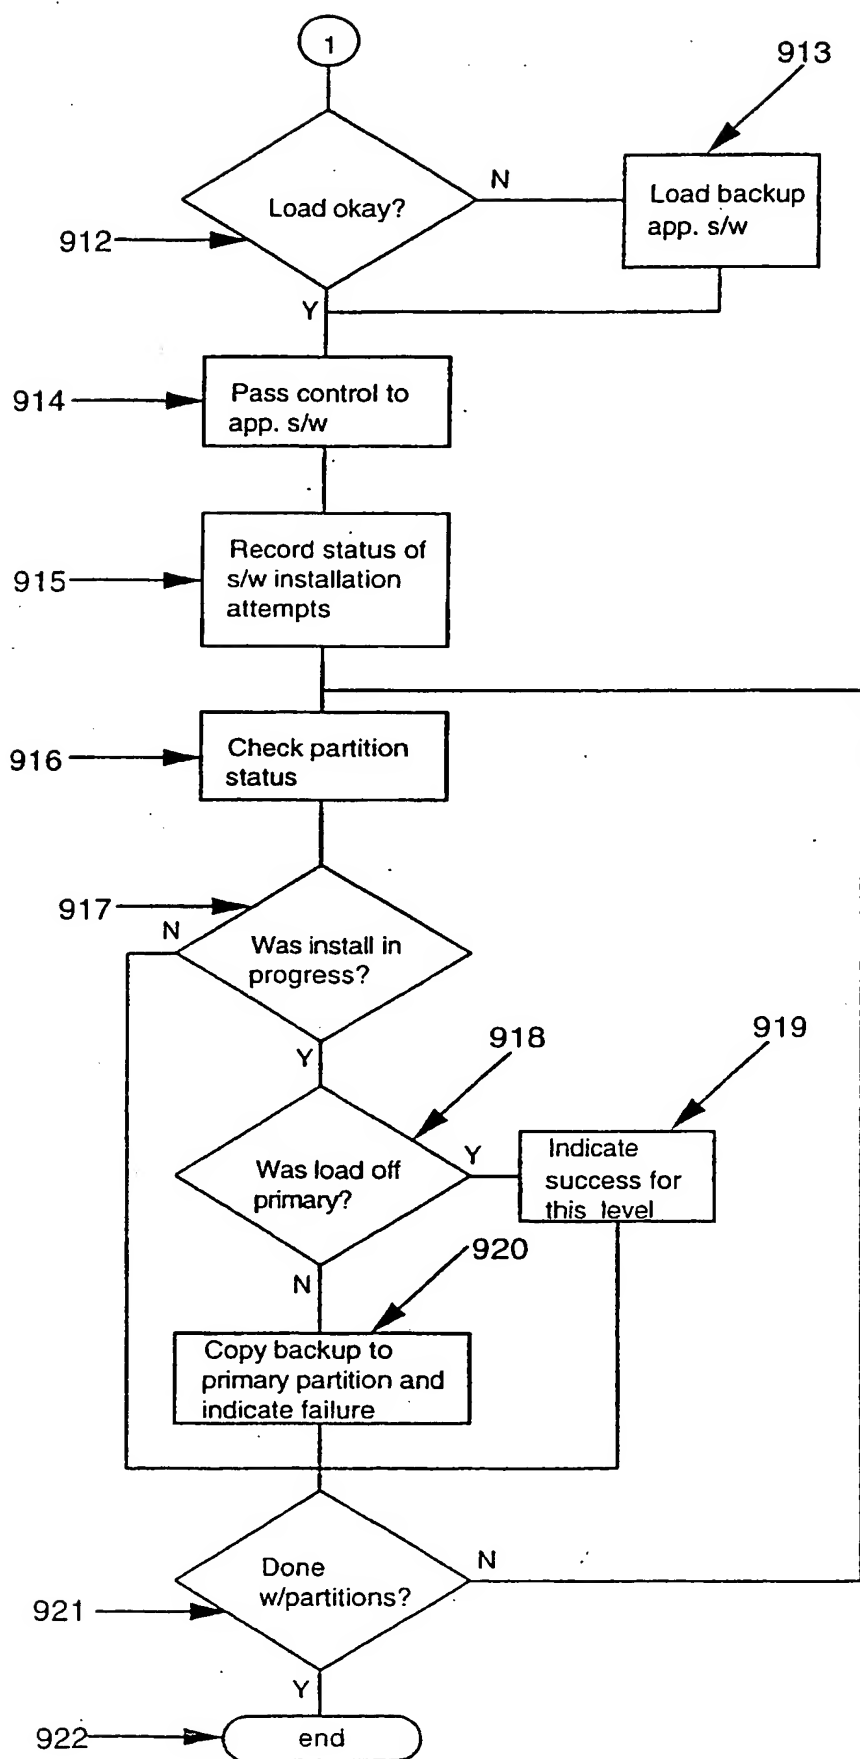 1
913
N
Load okay?
Load backup
app. s/w
912
Y
Pass control to
app. s/w
914
Record status of
s/w installation
attempts
915
Check partition
status
916
917
N
Was install in
progress?
Y
918
919
Was load off
primary?
Y
Indicate
success for
this level
920
N
Copy backup to
primary partition and
indicate failure
Done
w/partitions?
N
921
Y
922
end